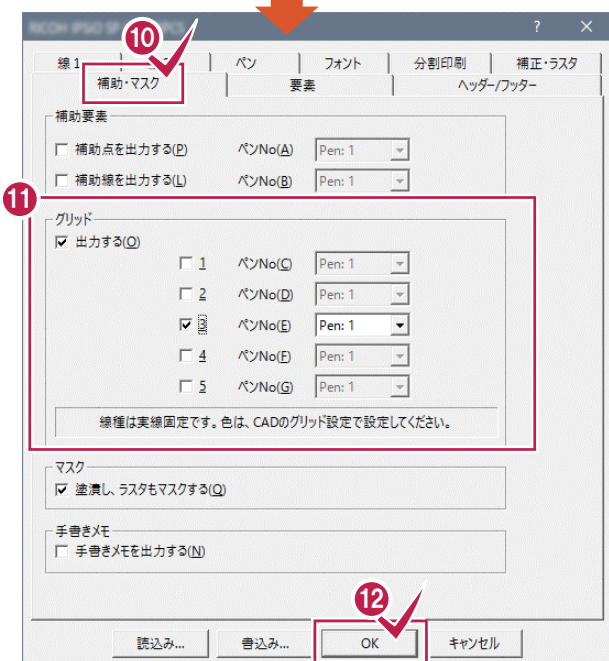 10
RICOH IPSiO SP
? ×
線1 ペン フォント 分割印刷 補正・ラスタ
補助・マスク 要素 ヘッダー/フッター
補助要素
補助点を出力する(P) ペンNo(A) Pen: 1
補助線を出力する(L) ペンNo(B) Pen: 1
11
グリッド
出力する(O)
1 ペンNo(C) Pen: 1
2 ペンNo(D) Pen: 1
3 ペンNo(E) Pen: 1
4 ペンNo(F) Pen: 1
5 ペンNo(G) Pen: 1
線種は実線固定です。色は、CADのグリッド設定で設定してください。
マスク
塗潰し、ラスタもマスクする(Q)
手書きメモ
手書きメモを出力する(N)
12
読込み... 書込み... OK キャンセル